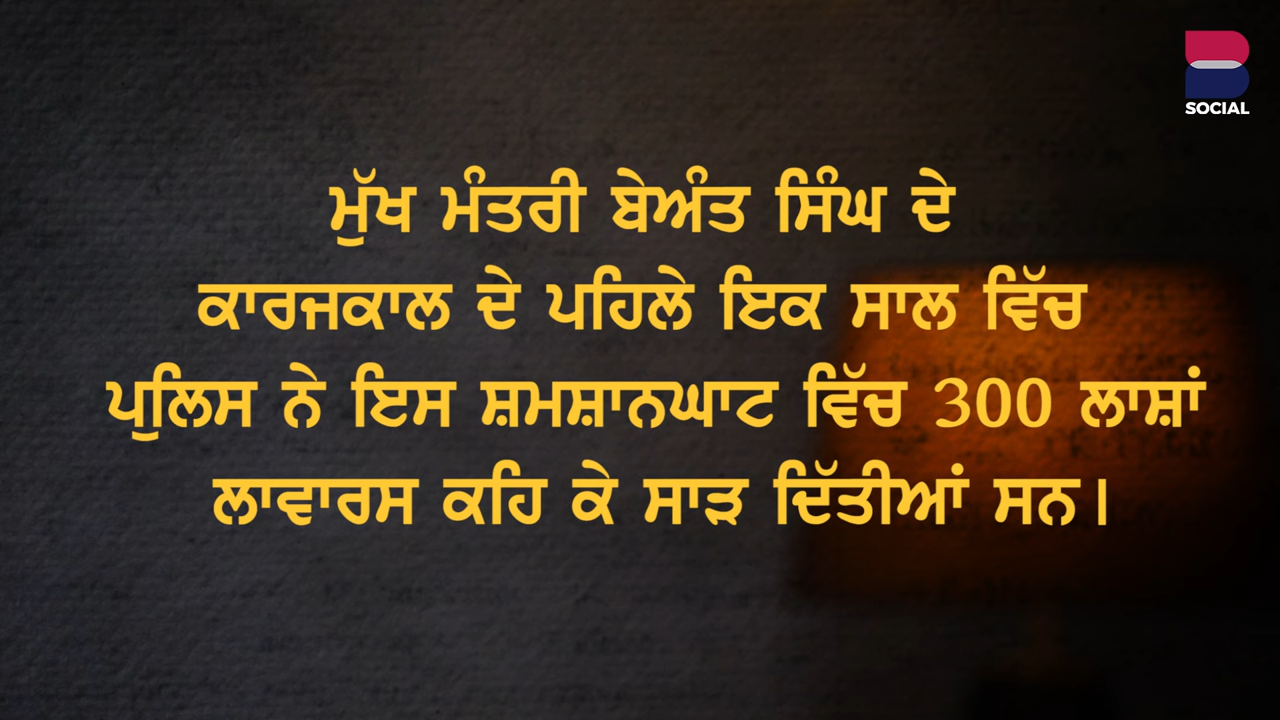 SOCIAL
ਮੁੱਖ ਮੰਤਰੀ ਬੇਅੰਤ ਸਿੰਘ ਦੇ
ਕਾਰਜਕਾਲ ਦੇ ਪਹਿਲੇ ਇਕ ਸਾਲ ਵਿੱਚ
ਪੁਲਿਸ ਨੇ ਇਸ ਸ਼ਮਸ਼ਾਨਘਾਟ ਵਿੱਚ 300 ਲਾਸ਼ਾਂ
ਲਾਵਾਰਸ ਕਹਿ ਕੇ ਸਾੜ ਦਿੱਤੀਆਂ ਸਨ।